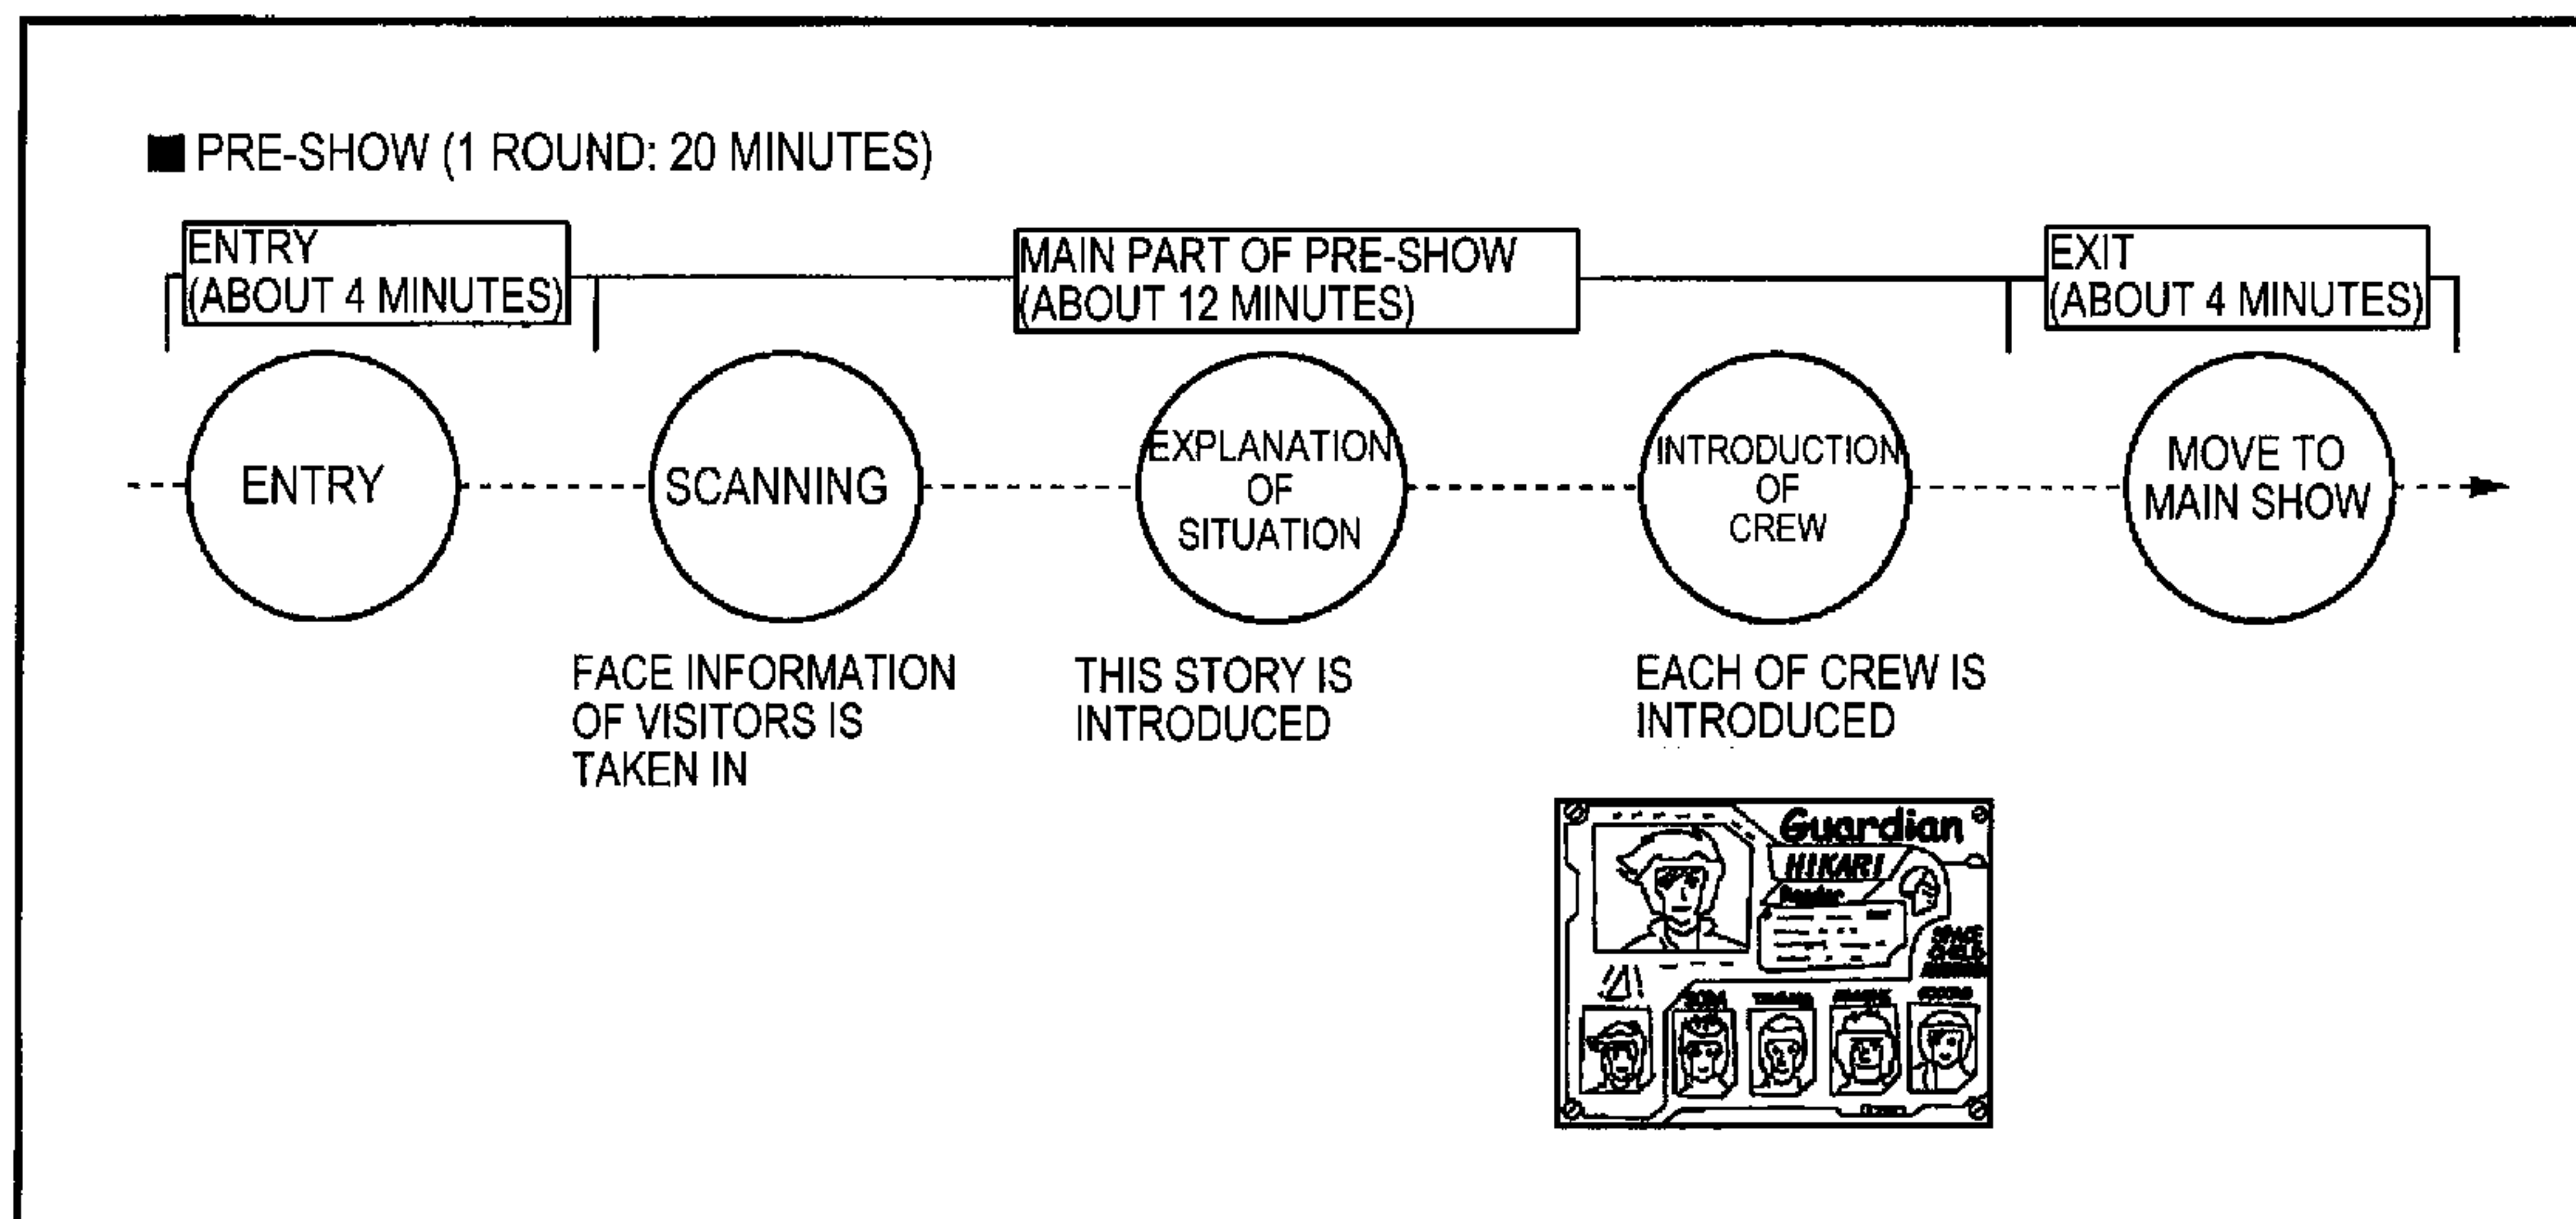 ■ PRE-SHOW (1 ROUND: 20 MINUTES)
ENTRY
(ABOUT 4 MINUTES)
MAIN PART OF PRE-SHOW
(ABOUT 12 MINUTES)
EXIT
(ABOUT 4 MINUTES)
ENTRY
SCANNING
EXPLANATION
OF
SITUATION
INTRODUCTION
OF
CREW
MOVE TO
MAIN SHOW
FACE INFORMATION
OF VISITORS IS
TAKEN IN
THIS STORY IS
INTRODUCED
EACH OF CREW IS
INTRODUCED
Guardian
HIKARI
SPACE